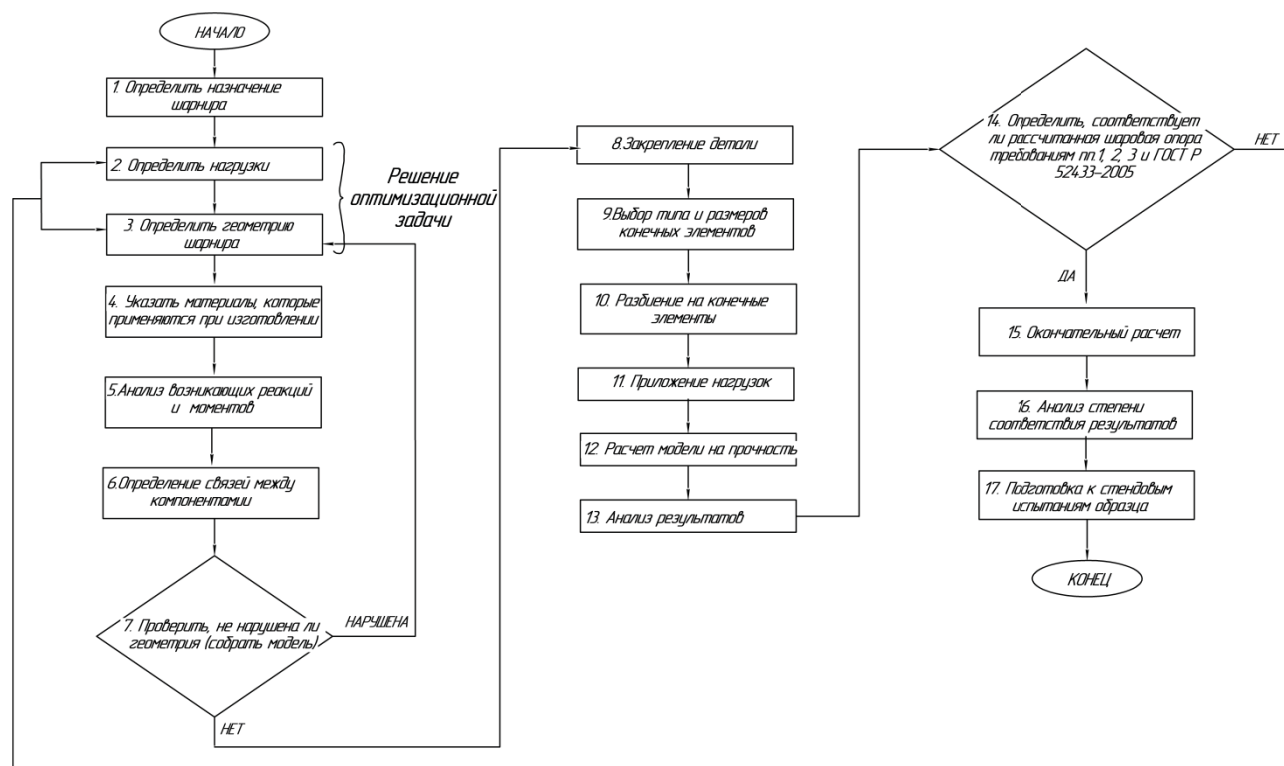 НАЧАЛО
1. Определить назначение
шарнира
2. Определить нагрузки
3. Определить геометрию
шарнира
Решение
оптимизационной
задачи
4. Указать материалы, которые
применяются при изготовлении
5.Анализ возникающих реакций
и моментов
6.Определение связей между
компонентамии
7. Проверить, не нарушена ли
геометрия (собрать модель)
НАРУШЕНА
НЕТ
8.Закрепление детали
9.Выбор типа и размеров
конечных элементов
10. Разбиение на конечные
элементы
11. Приложение нагрузок
12. Расчет модели на прочность
13. Анализ результатов
14. Определить, соответствует
ли рассчитанная шаровая опора
требованиям пп.1, 2, 3 и ГОСТ Р
52433–2005
НЕТ
ДА
15. Окончательный расчет
16. Анализ степени
соответствия результатов
17. Подготовка к стендовым
испытаниям образца
КОНЕЦ